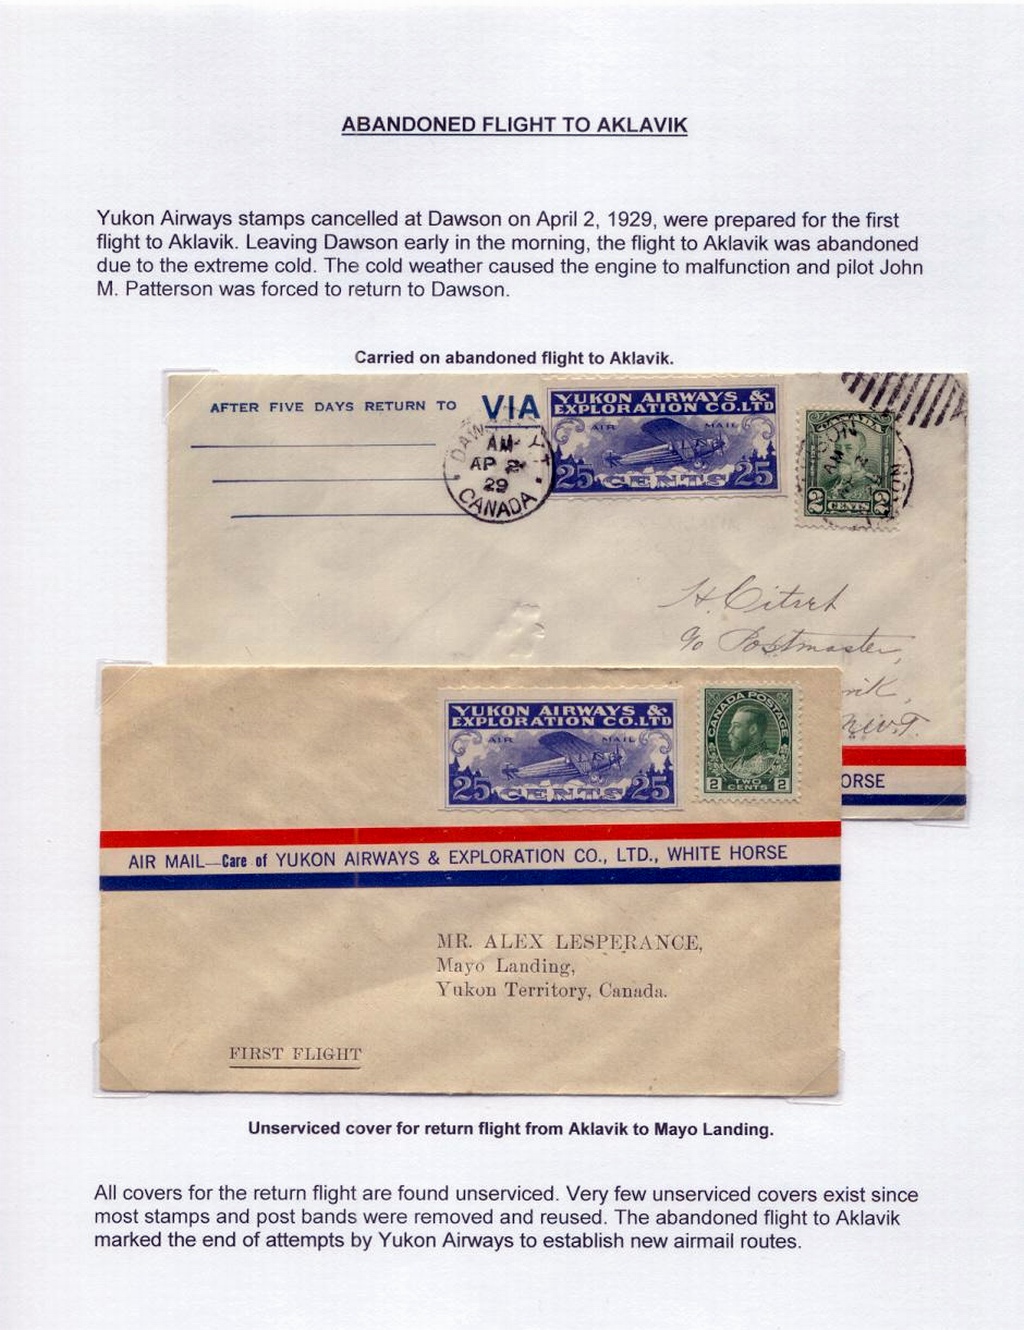 ABANDONED FLIGHT TO AKLAVIK
Yukon Airways stamps cancelled at Dawson on April 2, 1929, were prepared for the first
flight to Aklavik. Leaving Dawson early in the morning, the flight to Aklavik was abandoned
due to the extreme cold. The cold weather caused the engine to malfunction and pilot John
M. Patterson was forced to return to Dawson.
Carried on abandoned flight to Aklavik.
AFTER FIVE DAYS RETURN TO VIA
YUKON AIRWAYS &
EXPLORATION CO. LTD
AIR MAIL
25 CENTS 25
DAW
AM
AP 2
29
CANADA
CANADA
2 CENTS 2
H.
c/o Postmaster,
vik,
N.W.T.
ORSE
YUKON AIRWAYS &
EXPLORATION CO. LTD
AIR MAIL
25 CENTS 25
CANADA POSTAGE
2 TWO CENTS 2
AIR MAIL—Care of YUKON AIRWAYS & EXPLORATION CO., LTD., WHITE HORSE
MR. ALEX LESPERANCE,
Mayo Landing,
Yukon Territory, Canada.
FIRST FLIGHT
Unserviced cover for return flight from Aklavik to Mayo Landing.
All covers for the return flight are found unserviced. Very few unserviced covers exist since
most stamps and post bands were removed and reused. The abandoned flight to Aklavik
marked the end of attempts by Yukon Airways to establish new airmail routes.